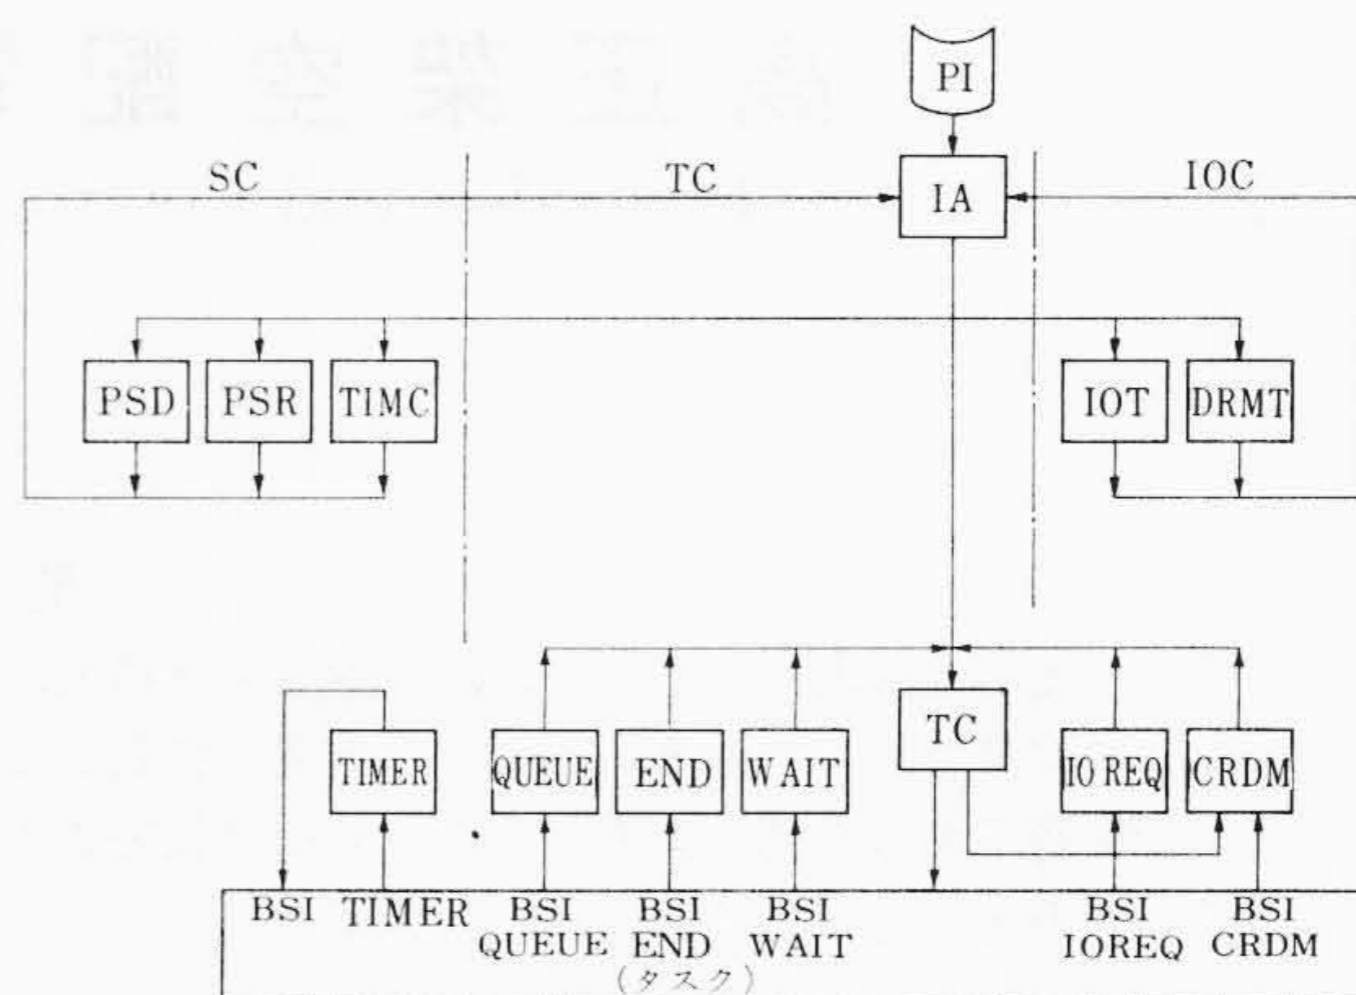 PI
SC
TC
IA
IOC
PSD
PSR
TIMC
IOT
DRMT
TC
TIMER
QUEUE
END
WAIT
IO REQ
CRDM
BSI TIMER
BSI QUEUE
BSI END
BSI WAIT
BSI IOREQ
BSI CRDM
(タスク)